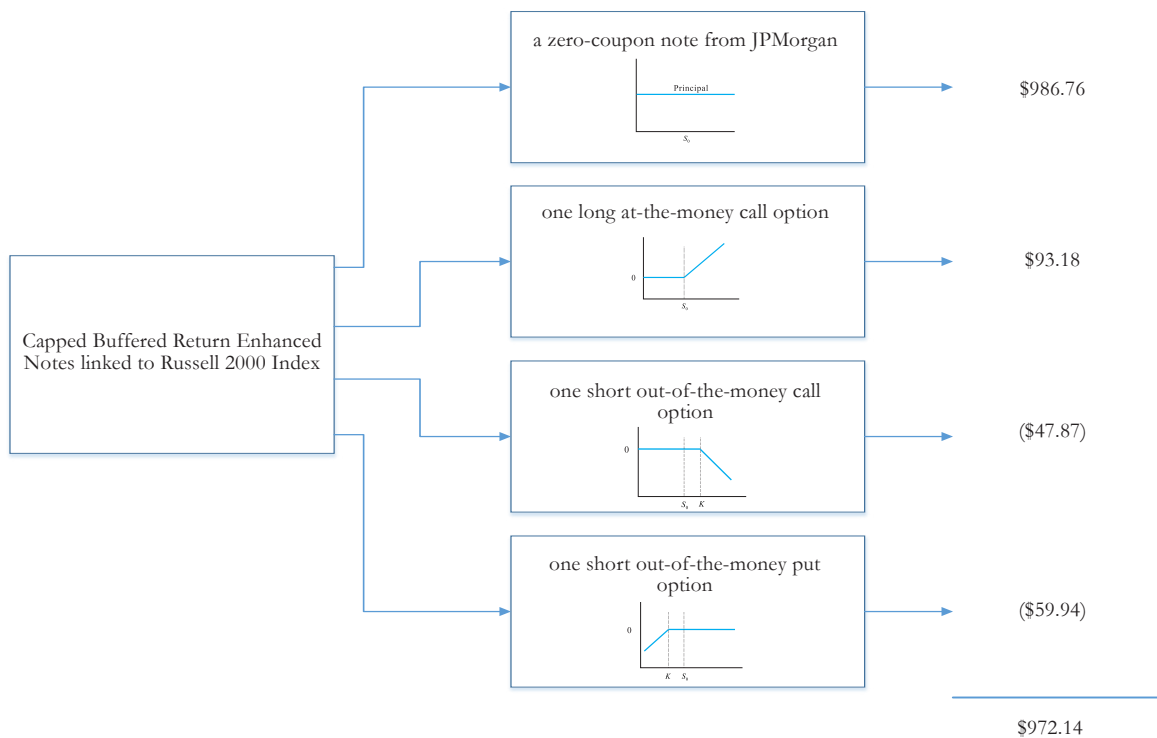 a zero-coupon note from JPMorgan
Principal
S₀
$986.76
one long at-the-money call option
0
S₀
$93.18
Capped Buffered Return Enhanced
Notes linked to Russell 2000 Index
one short out-of-the-money call
option
0
S₀ K
($47.87)
one short out-of-the-money put
option
0
K S₀
($59.94)
$972.14